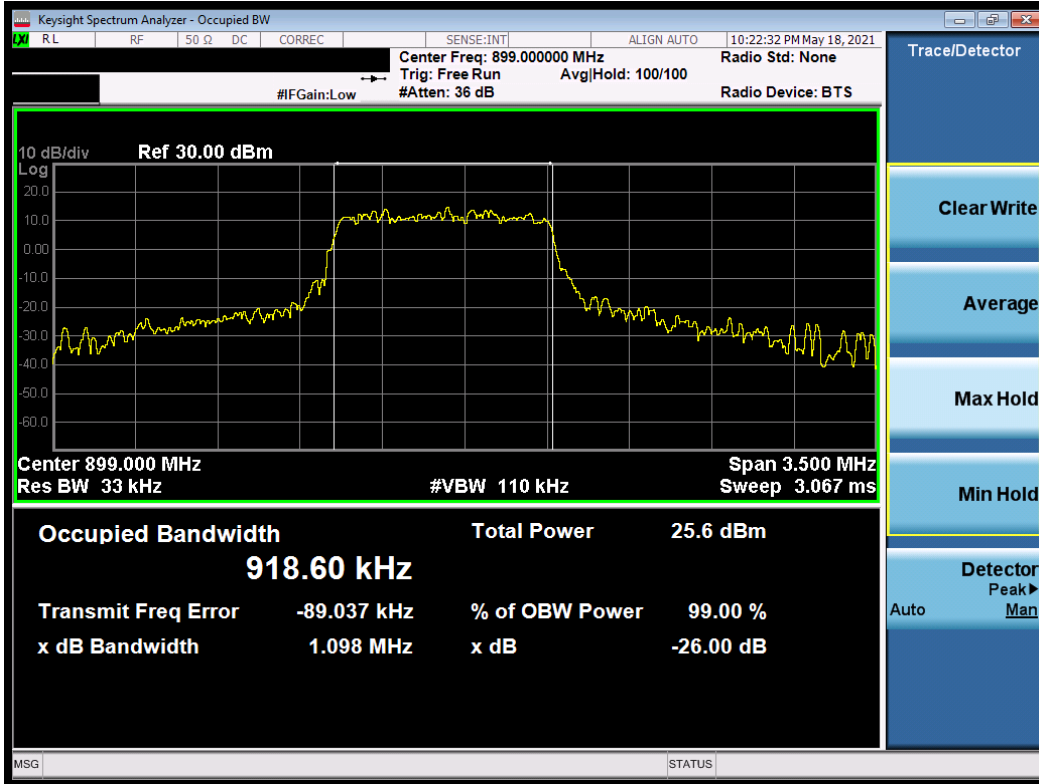 Keysight Spectrum Analyzer - Occupied BW
LXI RL RF 50 Ω DC CORREC SENSE:INT ALIGN AUTO 10:22:32 PM May 18, 2021
Center Freq: 899.000000 MHz Radio Std: None
Trig: Free Run Avg|Hold: 100/100
#IFGain:Low #Atten: 36 dB Radio Device: BTS
10 dB/div Ref 30.00 dBm
Log
20.0
10.0
0.00
-10.0
-20.0
-30.0
-40.0
-50.0
-60.0
Center 899.000 MHz Span 3.500 MHz
Res BW 33 kHz #VBW 110 kHz Sweep 3.067 ms
Occupied Bandwidth Total Power 25.6 dBm
918.60 kHz
Transmit Freq Error -89.037 kHz % of OBW Power 99.00 %
x dB Bandwidth 1.098 MHz x dB -26.00 dB
Trace/Detector
Clear Write
Average
Max Hold
Min Hold
Detector
Peak▶
Auto Man
MSG STATUS